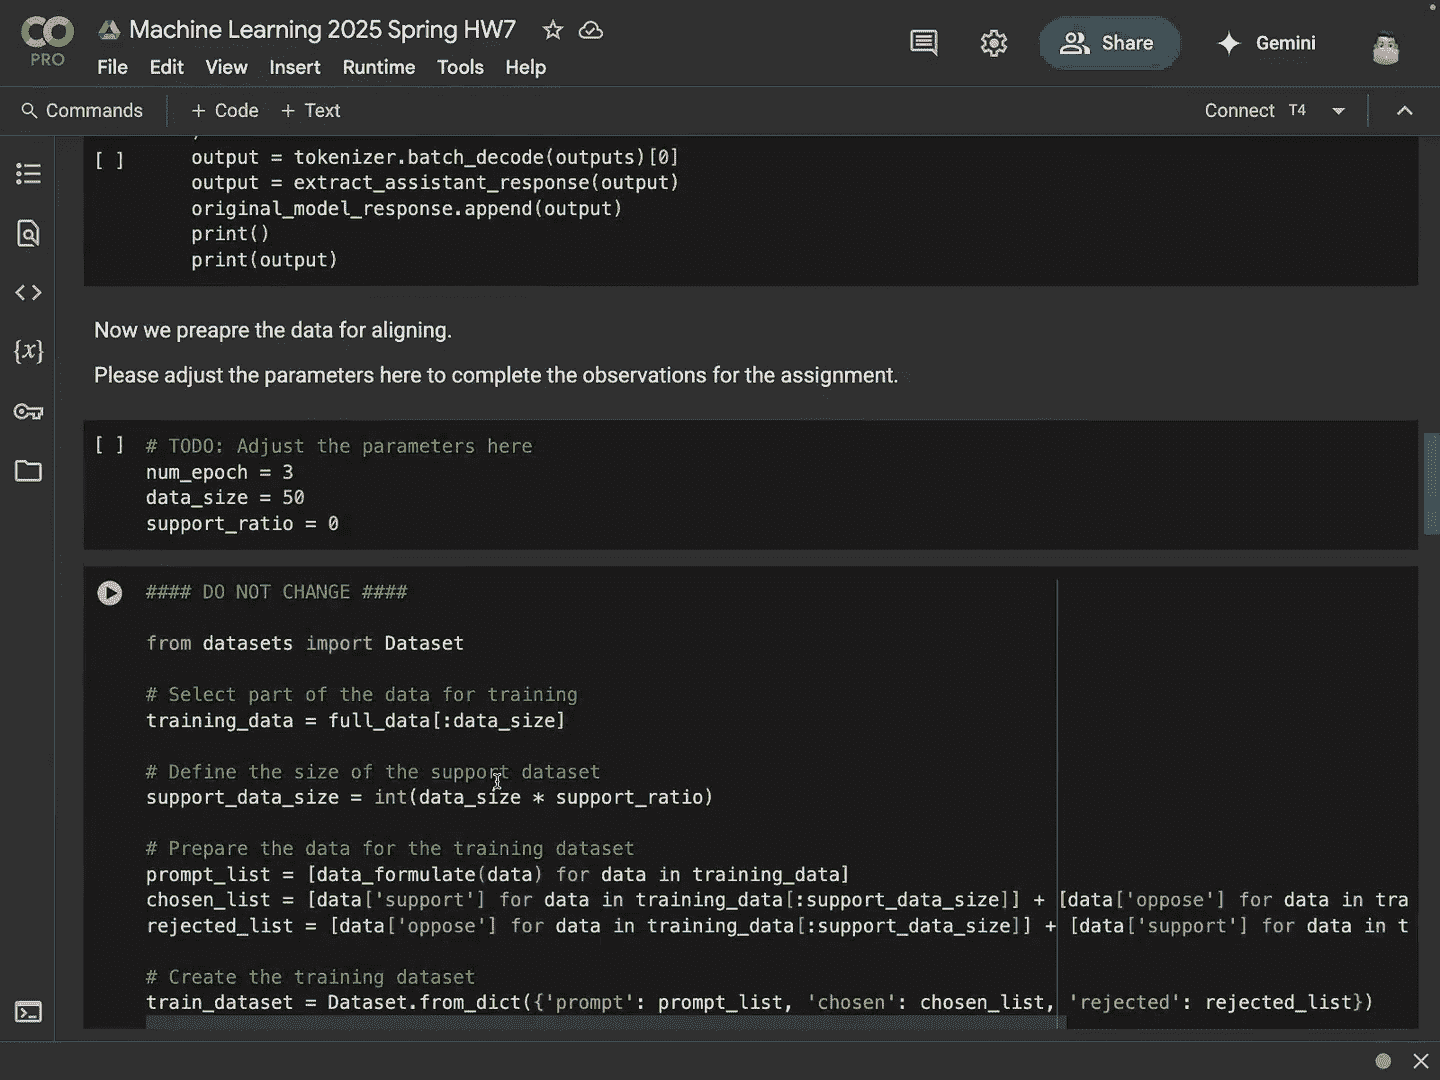 CO
PRO
Machine Learning 2025 Spring HW7
File Edit View Insert Runtime Tools Help
Share
Gemini
Commands + Code + Text
Connect T4
[ ]
output = tokenizer.batch_decode(outputs)[0]
output = extract_assistant_response(output)
original_model_response.append(output)
print()
print(output)
Now we preapre the data for aligning.
Please adjust the parameters here to complete the observations for the assignment.
[ ] # TODO: Adjust the parameters here
num_epoch = 3
data_size = 50
support_ratio = 0
#### DO NOT CHANGE ####
from datasets import Dataset
# Select part of the data for training
training_data = full_data[:data_size]
# Define the size of the support dataset
support_data_size = int(data_size * support_ratio)
# Prepare the data for the training dataset
prompt_list = [data_formulate(data) for data in training_data]
chosen_list = [data['support'] for data in training_data[:support_data_size]] + [data['oppose'] for data in tra
rejected_list = [data['oppose'] for data in training_data[:support_data_size]] + [data['support'] for data in t
# Create the training dataset
train_dataset = Dataset.from_dict({'prompt': prompt_list, 'chosen': chosen_list, 'rejected': rejected_list})